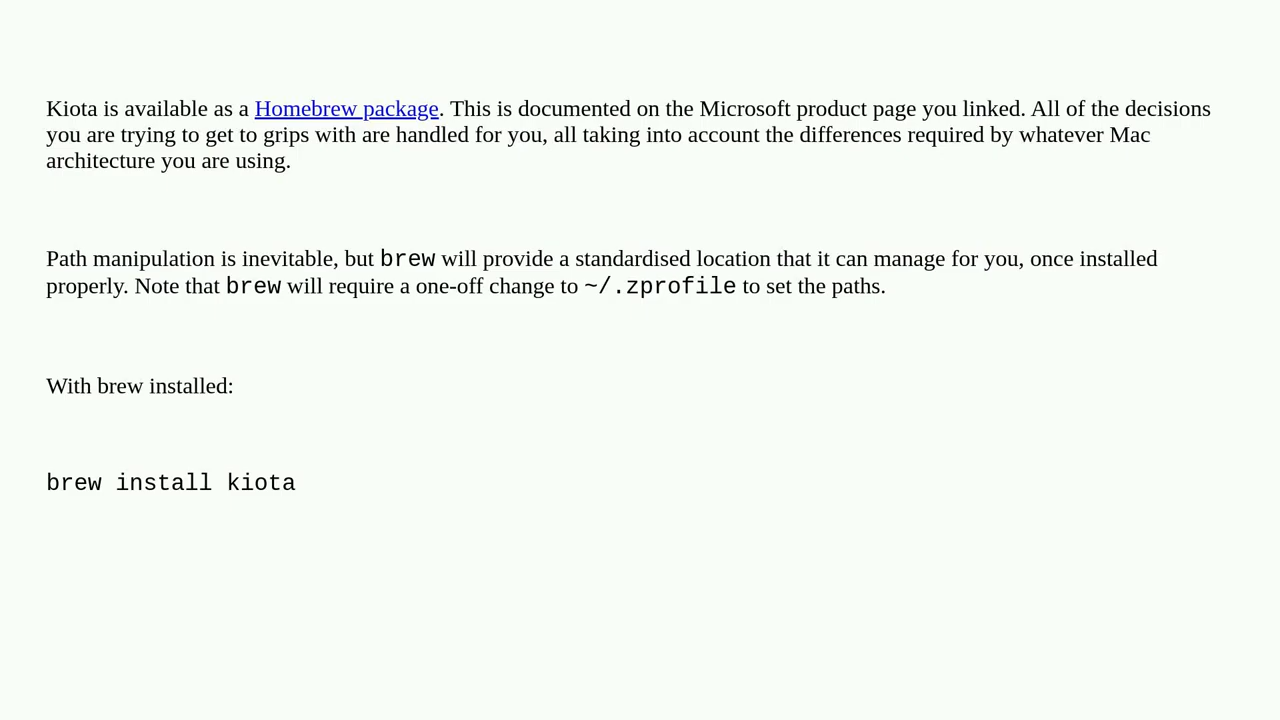 Kiota is available as a Homebrew package. This is documented on the Microsoft product page you linked. All of the decisions
you are trying to get to grips with are handled for you, all taking into account the differences required by whatever Mac
architecture you are using.
Path manipulation is inevitable, but brew will provide a standardised location that it can manage for you, once installed
properly. Note that brew will require a one-off change to ~/.zprofile to set the paths.
With brew installed:
brew install kiota